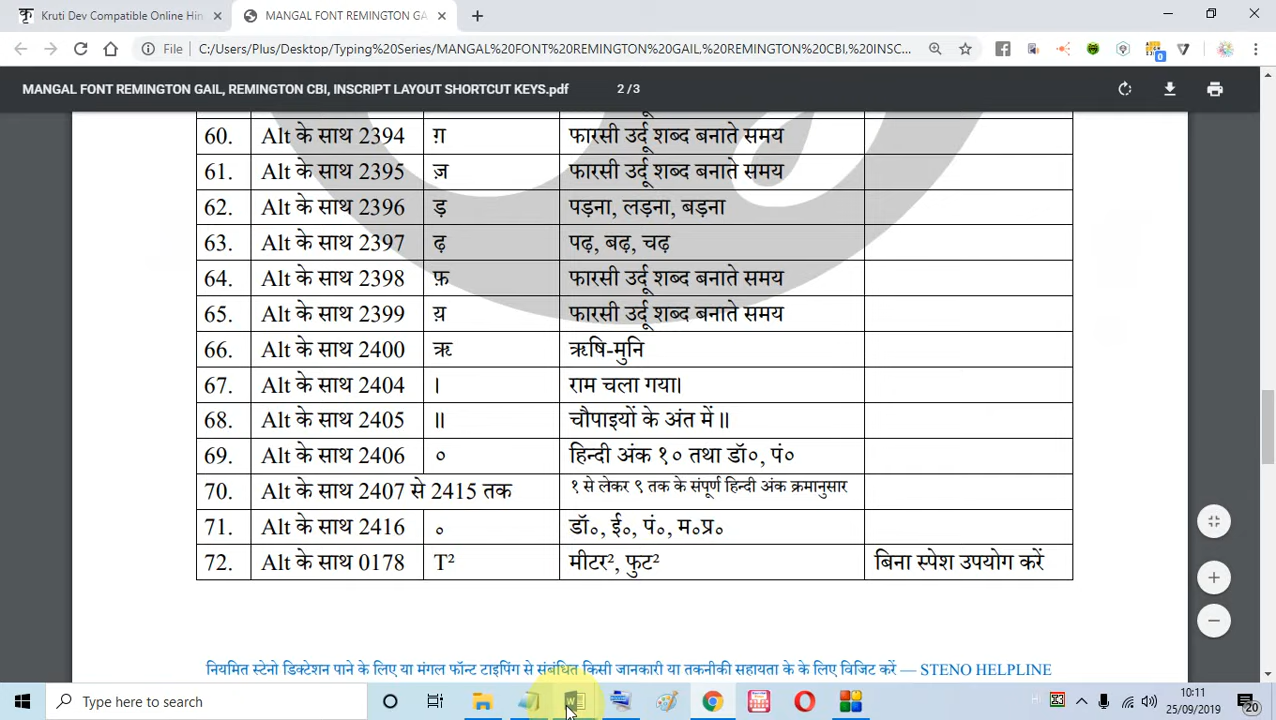 Kruti Dev Compatible Online Hin
MANGAL FONT REMINGTON GAIL
File C:/Users/Plus/Desktop/Typing%20Series/MANGAL%20FONT%20REMINGTON%20GAIL,%20REMINGTON%20CBI,%20INSC...
MANGAL FONT REMINGTON GAIL, REMINGTON CBI, INSCRIPT LAYOUT SHORTCUT KEYS.pdf 2/3
60. Alt के साथ 2394 ग़ फारसी उर्दू शब्द बनाते समय
61. Alt के साथ 2395 ज़ फारसी उर्दू शब्द बनाते समय
62. Alt के साथ 2396 ड़ पड़ना, लड़ना, बड़ना
63. Alt के साथ 2397 ढ़ पढ़, बढ़, चढ़
64. Alt के साथ 2398 फ़ फारसी उर्दू शब्द बनाते समय
65. Alt के साथ 2399 य़ फारसी उर्दू शब्द बनाते समय
66. Alt के साथ 2400 ऋ ऋषि-मुनि
67. Alt के साथ 2404 । राम चला गया।
68. Alt के साथ 2405 ॥ चौपाइयों के अंत में॥
69. Alt के साथ 2406 ० हिन्दी अंक १० तथा डॉ०, पं०
70. Alt के साथ 2407 से 2415 तक १ से लेकर ९ तक के संपूर्ण हिन्दी अंक क्रमानुसार
71. Alt के साथ 2416 ॰ डॉ॰, ई॰, पं॰, म॰प्र॰
72. Alt के साथ 0178 T² मीटर², फुट² बिना स्पेश उपयोग करें
नियमित स्टेनो डिक्टेशन पाने के लिए या मंगल फॉन्ट टाइपिंग से संबंधित किसी जानकारी या तकनीकी सहायता के के लिए विजिट करें — STENO HELPLINE
Type here to search
10:11
25/09/2019
20